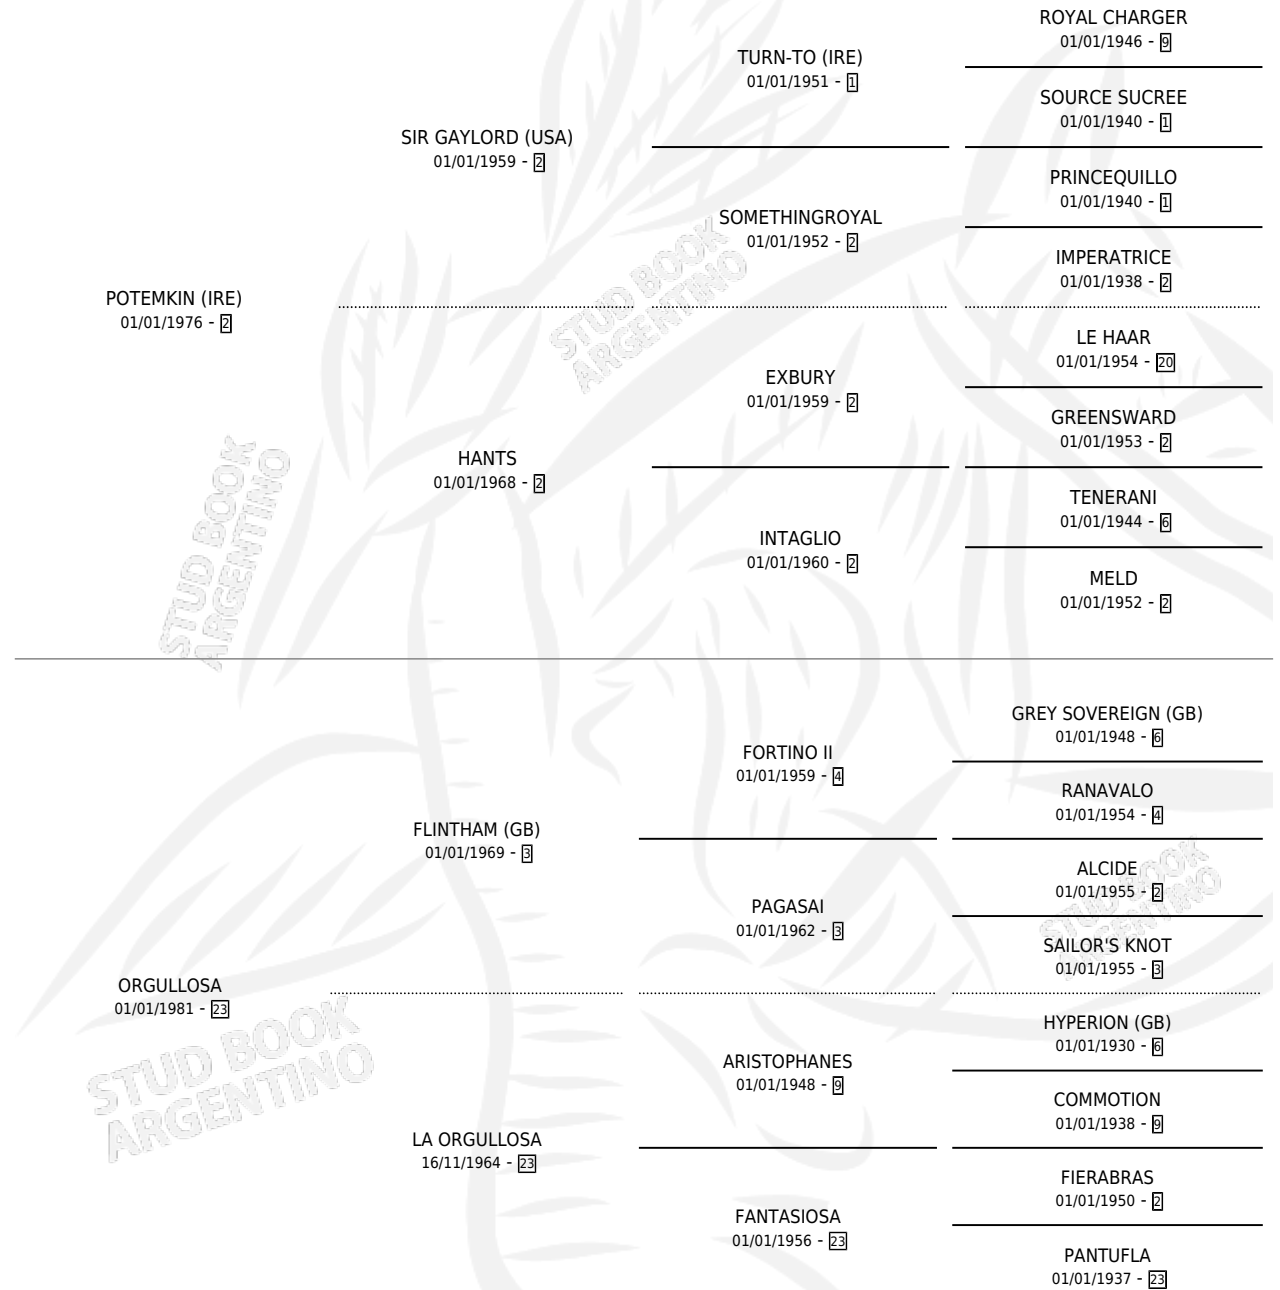 ROYAL CHARGER
01/01/1946 - 9
TURN-TO (IRE)
01/01/1951 - 1
SOURCE SUCREE
01/01/1940 - 1
SIR GAYLORD (USA)
01/01/1959 - 2
PRINCEQUILLO
01/01/1940 - 1
SOMETHINGROYAL
01/01/1952 - 2
IMPERATRICE
01/01/1938 - 2
POTEMKIN (IRE)
01/01/1976 - 2
STUD BOOK
ARGENTINO
LE HAAR
01/01/1954 - 20
EXBURY
01/01/1959 - 2
GREENSWARD
01/01/1953 - 2
HANTS
01/01/1968 - 2
TENERANI
01/01/1944 - 6
INTAGLIO
01/01/1960 - 2
MELD
01/01/1952 - 2
STUD BOOK
ARGENTINO
GREY SOVEREIGN (GB)
01/01/1948 - 6
FORTINO II
01/01/1959 - 4
RANAVALO
01/01/1954 - 4
FLINTHAM (GB)
01/01/1969 - 3
ALCIDE
01/01/1955 - 2
PAGASAI
01/01/1962 - 3
SAILOR'S KNOT
01/01/1955 - 3
STUD BOOK
ARGENTINO
ORGULLOSA
01/01/1981 - 23
HYPERION (GB)
01/01/1930 - 6
ARISTOPHANES
01/01/1948 - 9
COMMOTION
01/01/1938 - 9
STUD BOOK
ARGENTINO
LA ORGULLOSA
16/11/1964 - 23
FIERABRAS
01/01/1950 - 2
FANTASIOSA
01/01/1956 - 23
PANTUFLA
01/01/1937 - 23